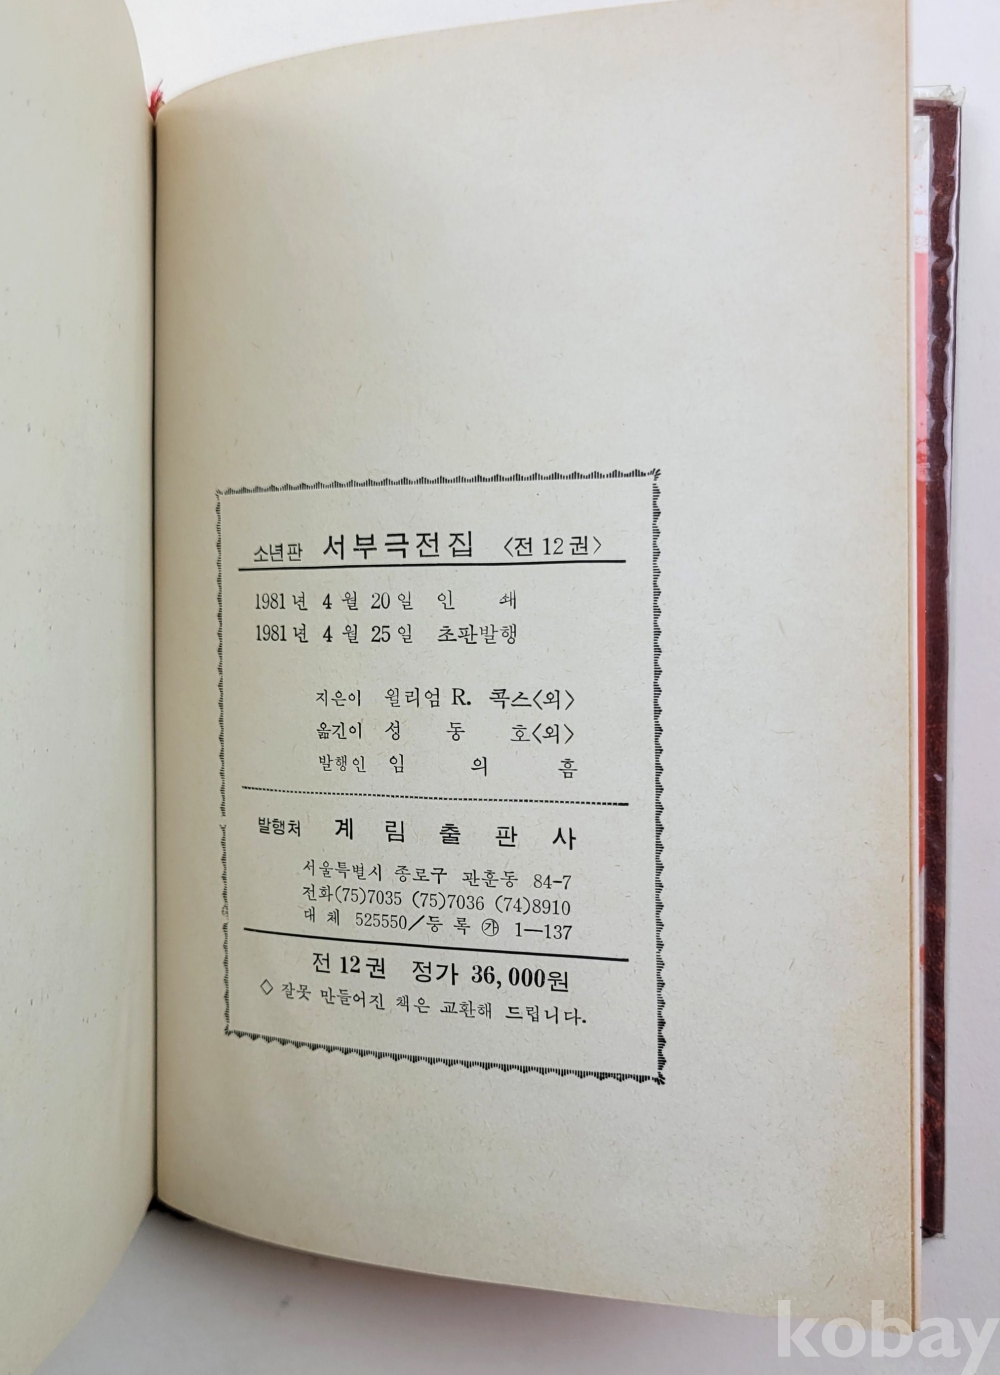 소년판 서부극전집 〈전 12권〉
1981년 4월 20일 인 쇄
1981년 4월 25일 초판발행
지은이 윌리엄 R. 콕스〈외〉
옮긴이 성 동 호〈외〉
발행인 임 의 흠
발행처 계 림 출 판 사
서울특별시 종로구 관훈동 84-7
전화(75)7035 (75)7036 (74)8910
대 체 525550／등 록 ㉮ 1—137
전 12권 정가 36,000원
◇ 잘못 만들어진 책은 교환해 드립니다.
kobay